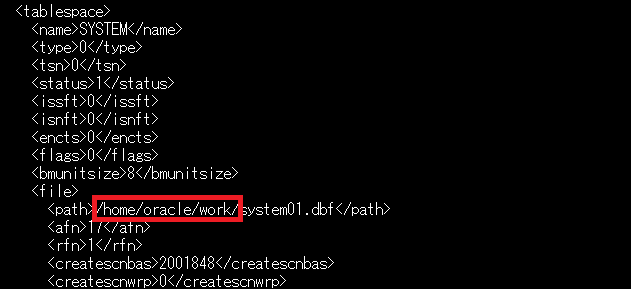 <tablespace>
<name>SYSTEM</name>
<type>0</type>
<tsn>0</tsn>
<status>1</status>
<issft>0</issft>
<isnft>0</isnft>
<encts>0</encts>
<flags>0</flags>
<bmunitsize>8</bmunitsize>
<file>
<path>/home/oracle/work/system01.dbf</path>
<afn>17</afn>
<rfn>1</rfn>
<createscnbas>2001848</createscnbas>
<createscnwrp>0</createscnwrp>